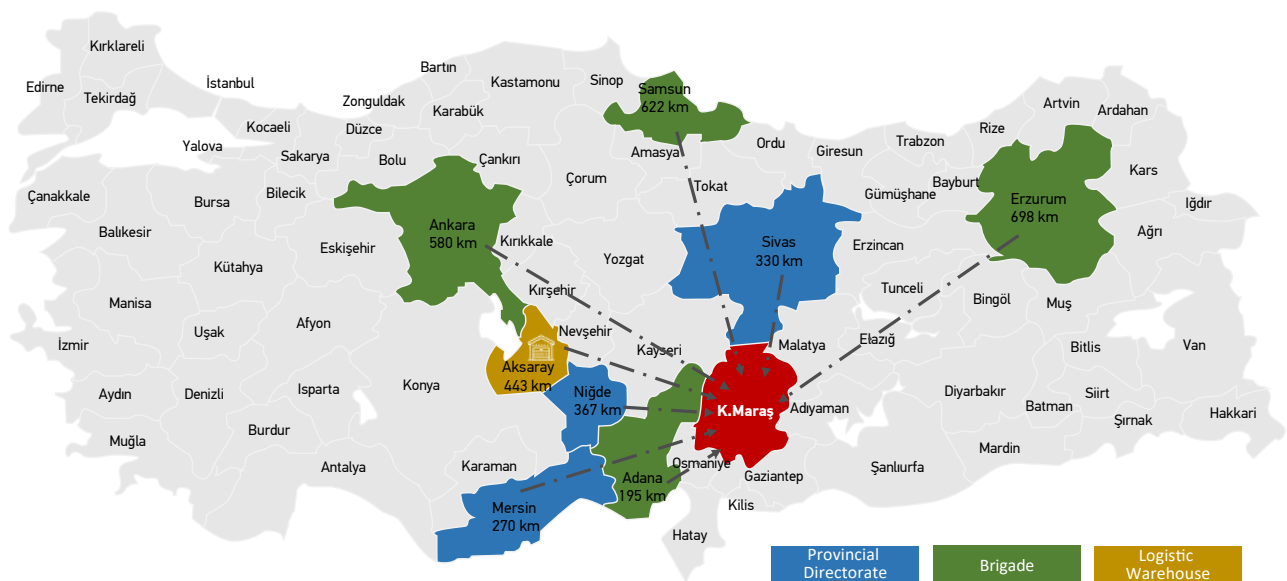 Kırklareli
Edirne
Tekirdağ
İstanbul
Bartın
Kastamonu
Sinop
Samsun
622 km
Artvin
Ardahan
Zonguldak
Karabük
Kocaeli
Düzce
Yalova
Sakarya
Bolu
Çankırı
Amasya
Ordu
Giresun
Trabzon
Rize
Kars
Çanakkale
Bursa
Bilecik
Çorum
Tokat
Gümüşhane
Bayburt
Erzurum
698 km
Iğdır
Balıkesir
Eskişehir
Ankara
580 km
Kırıkkale
Sivas
330 km
Erzincan
Ağrı
Kütahya
Yozgat
Manisa
Uşak
Afyon
Kırşehir
Tunceli
Bingöl
Muş
İzmir
Nevşehir
Kayseri
Malatya
Elazığ
Bitlis
Van
Aydın
Denizli
Isparta
Konya
Aksaray
443 km
Niğde
367 km
K.Maraş
Adıyaman
Diyarbakır
Batman
Siirt
Şırnak
Hakkari
Muğla
Burdur
Antalya
Karaman
Mersin
270 km
Adana
195 km
Osmaniye
Gaziantep
Şanlıurfa
Mardin
Kilis
Hatay
Provincial
Directorate
Brigade
Logistic
Warehouse